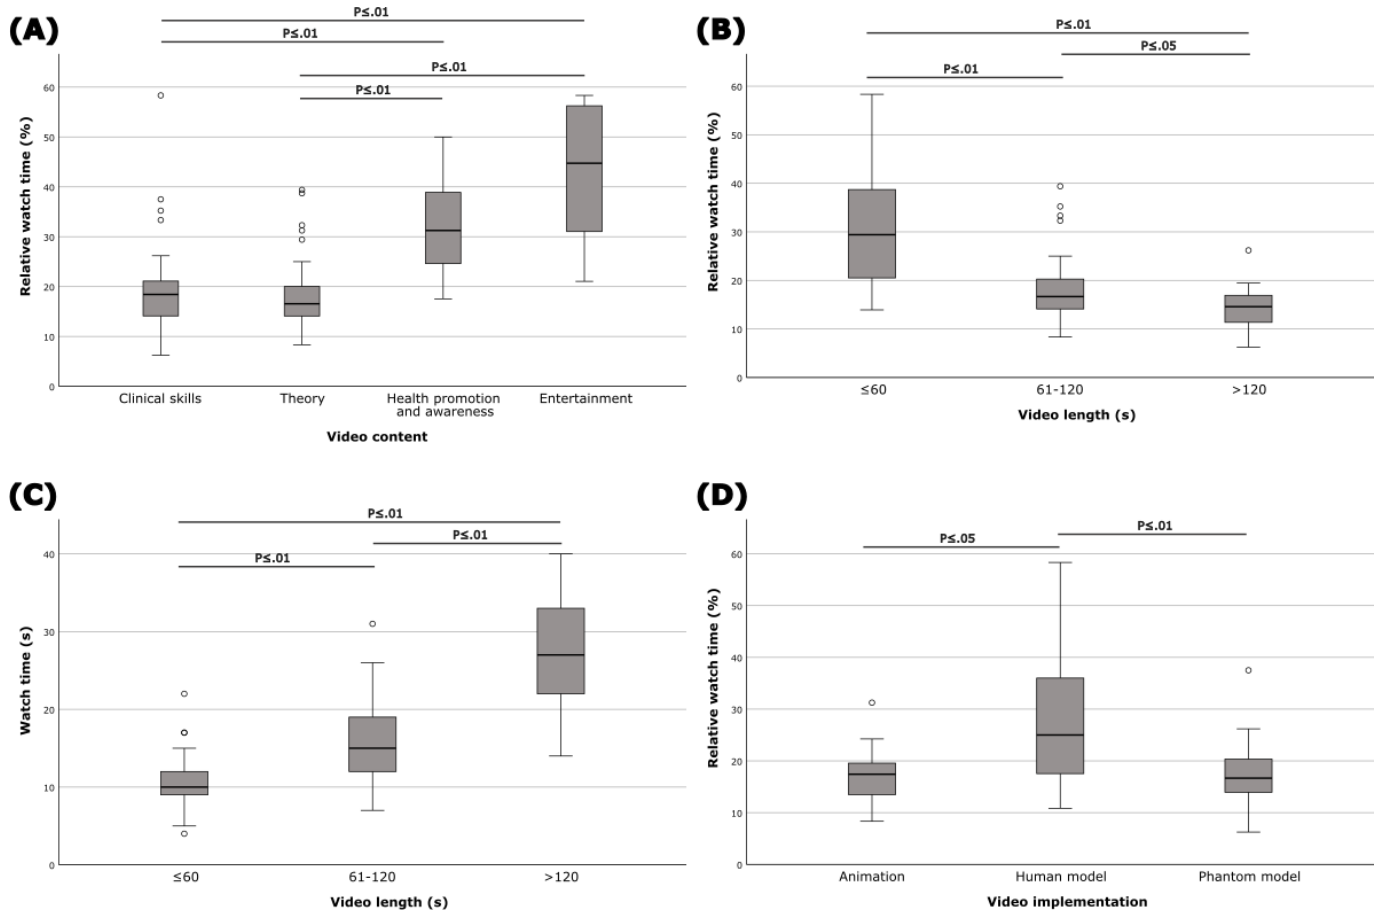 (A)
P≤.01
P≤.01
P≤.01
P≤.01
Relative watch time (%)
60
50
40
30
20
10
0
Clinical skills
Theory
Health promotion
and awareness
Entertainment
Video content
(B)
P≤.01
P≤.05
P≤.01
Relative watch time (%)
60
50
40
30
20
10
0
≤60
61-120
>120
Video length (s)
(C)
P≤.01
P≤.01
P≤.01
Watch time (s)
40
30
20
10
0
≤60
61-120
>120
Video length (s)
(D)
P≤.01
P≤.05
Relative watch time (%)
60
50
40
30
20
10
0
Animation
Human model
Phantom model
Video implementation